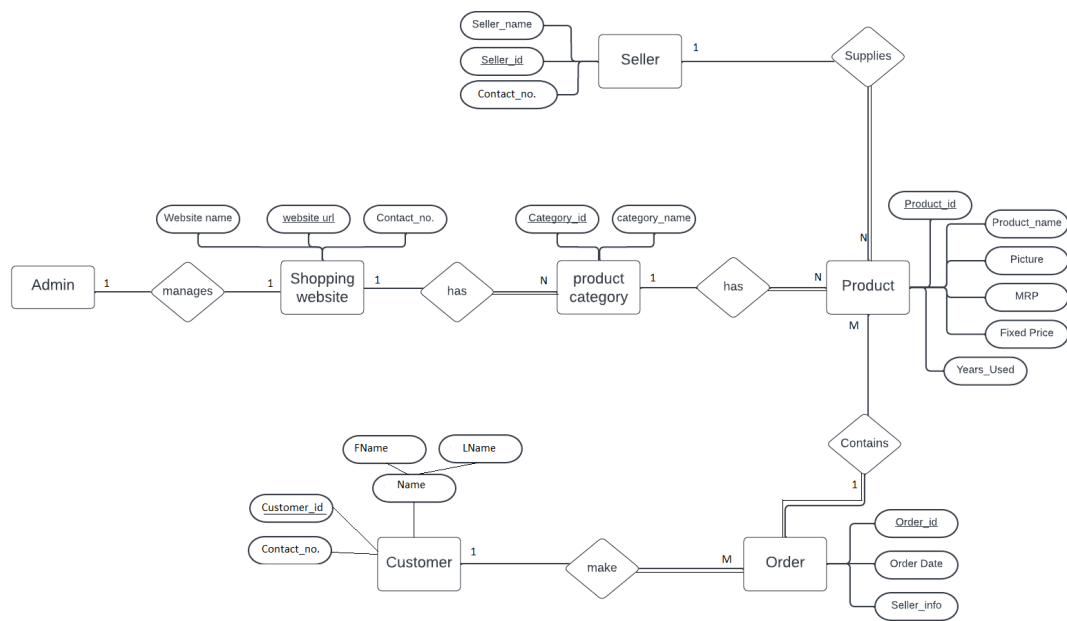 Seller_name
Seller_id
Contact_no.
Seller
1
Supplies
N
Website name
website url
Contact_no.
Category_id
category_name
Product_id
Product_name
Picture
MRP
Fixed Price
Years_Used
Admin
1
manages
1
Shopping
website
1
has
N
product
category
1
has
N
Product
M
Contains
1
FName
LName
Name
Customer_id
Contact_no.
Customer
1
make
M
Order
Order_id
Order Date
Seller_info